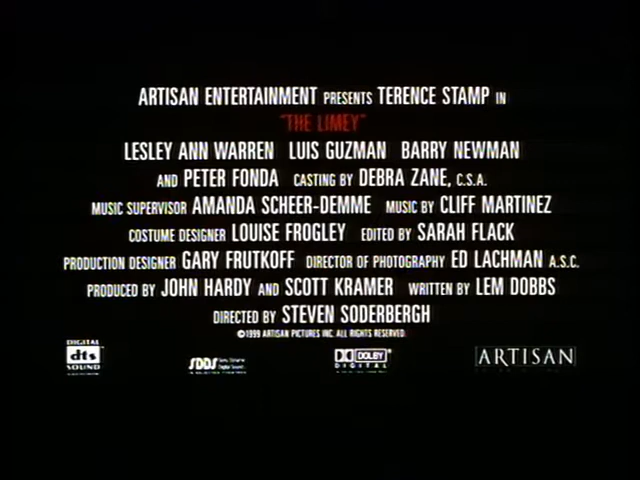 ARTISAN ENTERTAINMENT PRESENTS TERENCE STAMP IN
"THE LIMEY"
LESLEY ANN WARREN LUIS GUZMAN BARRY NEWMAN
AND PETER FONDA CASTING BY DEBRA ZANE, C.S.A.
MUSIC SUPERVISOR AMANDA SCHEER-DEMME MUSIC BY CLIFF MARTINEZ
COSTUME DESIGNER LOUISE FROGLEY EDITED BY SARAH FLACK
PRODUCTION DESIGNER GARY FRUTKOFF DIRECTOR OF PHOTOGRAPHY ED LACHMAN A.S.C.
PRODUCED BY JOHN HARDY AND SCOTT KRAMER WRITTEN BY LEM DOBBS
DIRECTED BY STEVEN SODERBERGH
©1999 ARTISAN PICTURES INC. ALL RIGHTS RESERVED.
DIGITAL dts SOUND
SDDS Sony Dynamic Digital Sound
DOLBY DIGITAL
ARTISAN